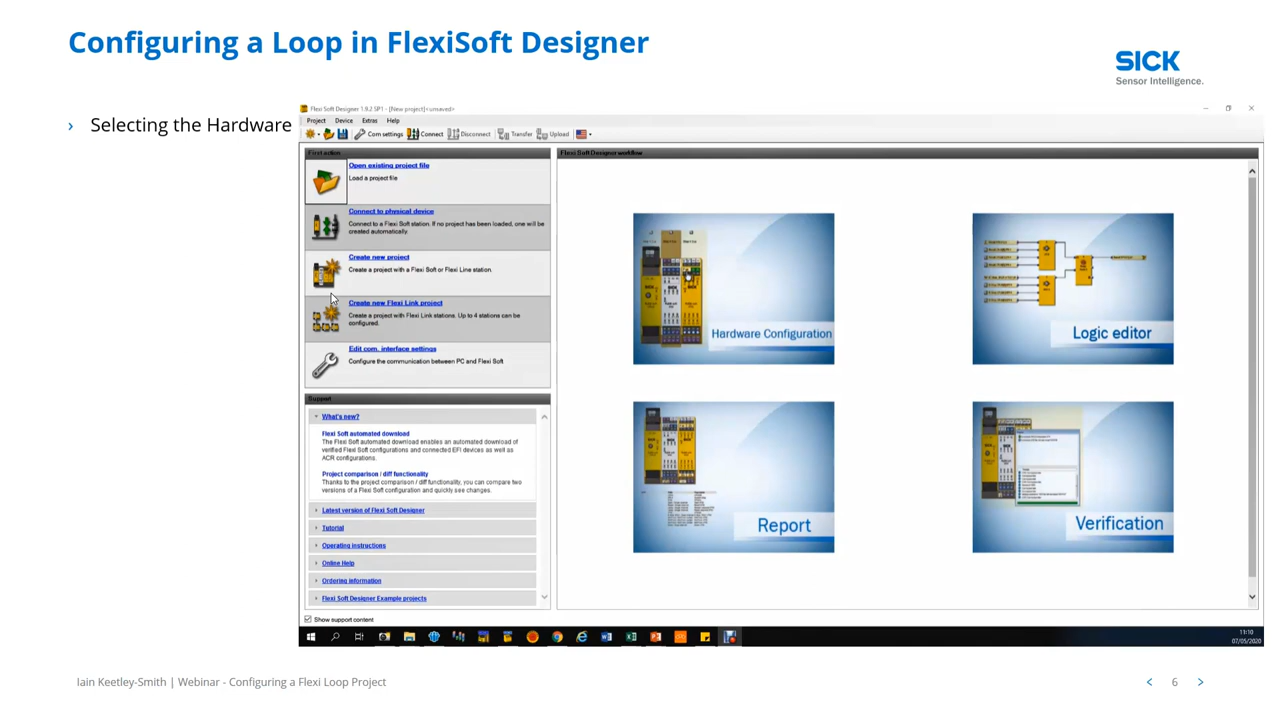 Configuring a Loop in FlexiSoft Designer
SICK
Sensor Intelligence.
› Selecting the Hardware
Flexi Soft Designer 1.9.2 SP1 - [New project]<unsaved>
Project Device Extras Help
Com settings Connect Disconnect Transfer Upload
First action
Open existing project file
Load a project file
Connect to physical device
Connect to a Flexi Soft station. If no project has been loaded, one will be
created automatically.
Create new project
Create a project with a Flexi Soft or Flexi Line station.
Create new Flexi Link project
Create a project with Flexi Link stations. Up to 4 stations can be
configured.
Edit com. interface settings
Configure the communication between PC and Flexi Soft
Support
What's new?
Flexi Soft automated download
The Flexi Soft automated download enables an automated download of
verified Flexi Soft configurations and connected EFI devices as well as
ACR configurations.
Project comparison / diff functionality
Thanks to the project comparison / diff functionality, you can compare two
versions of a Flexi Soft configuration and quickly see changes.
Latest version of Flexi Soft Designer
Tutorial
Operating instructions
Online Help
Ordering information
Flexi Soft Designer Example projects
Show support content
Flexi Soft Designer workflow
Hardware Configuration
Logic editor
Report
Verification
11:10
07/05/2020
Iain Keetley-Smith | Webinar - Configuring a Flexi Loop Project
6